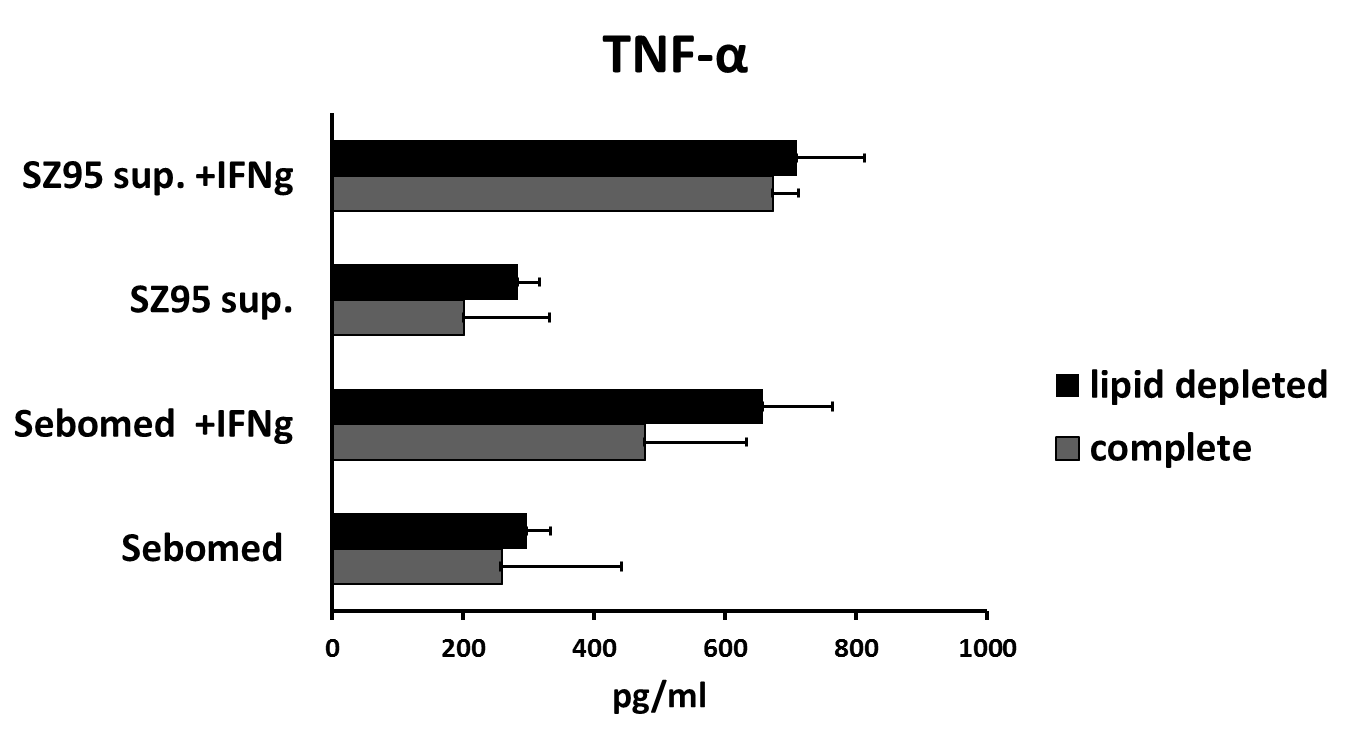 TNF-α
SZ95 sup. +IFNg
SZ95 sup.
Sebomed  +IFNg
Sebomed
lipid depleted
complete
0 200 400 600 800 1000
pg/ml